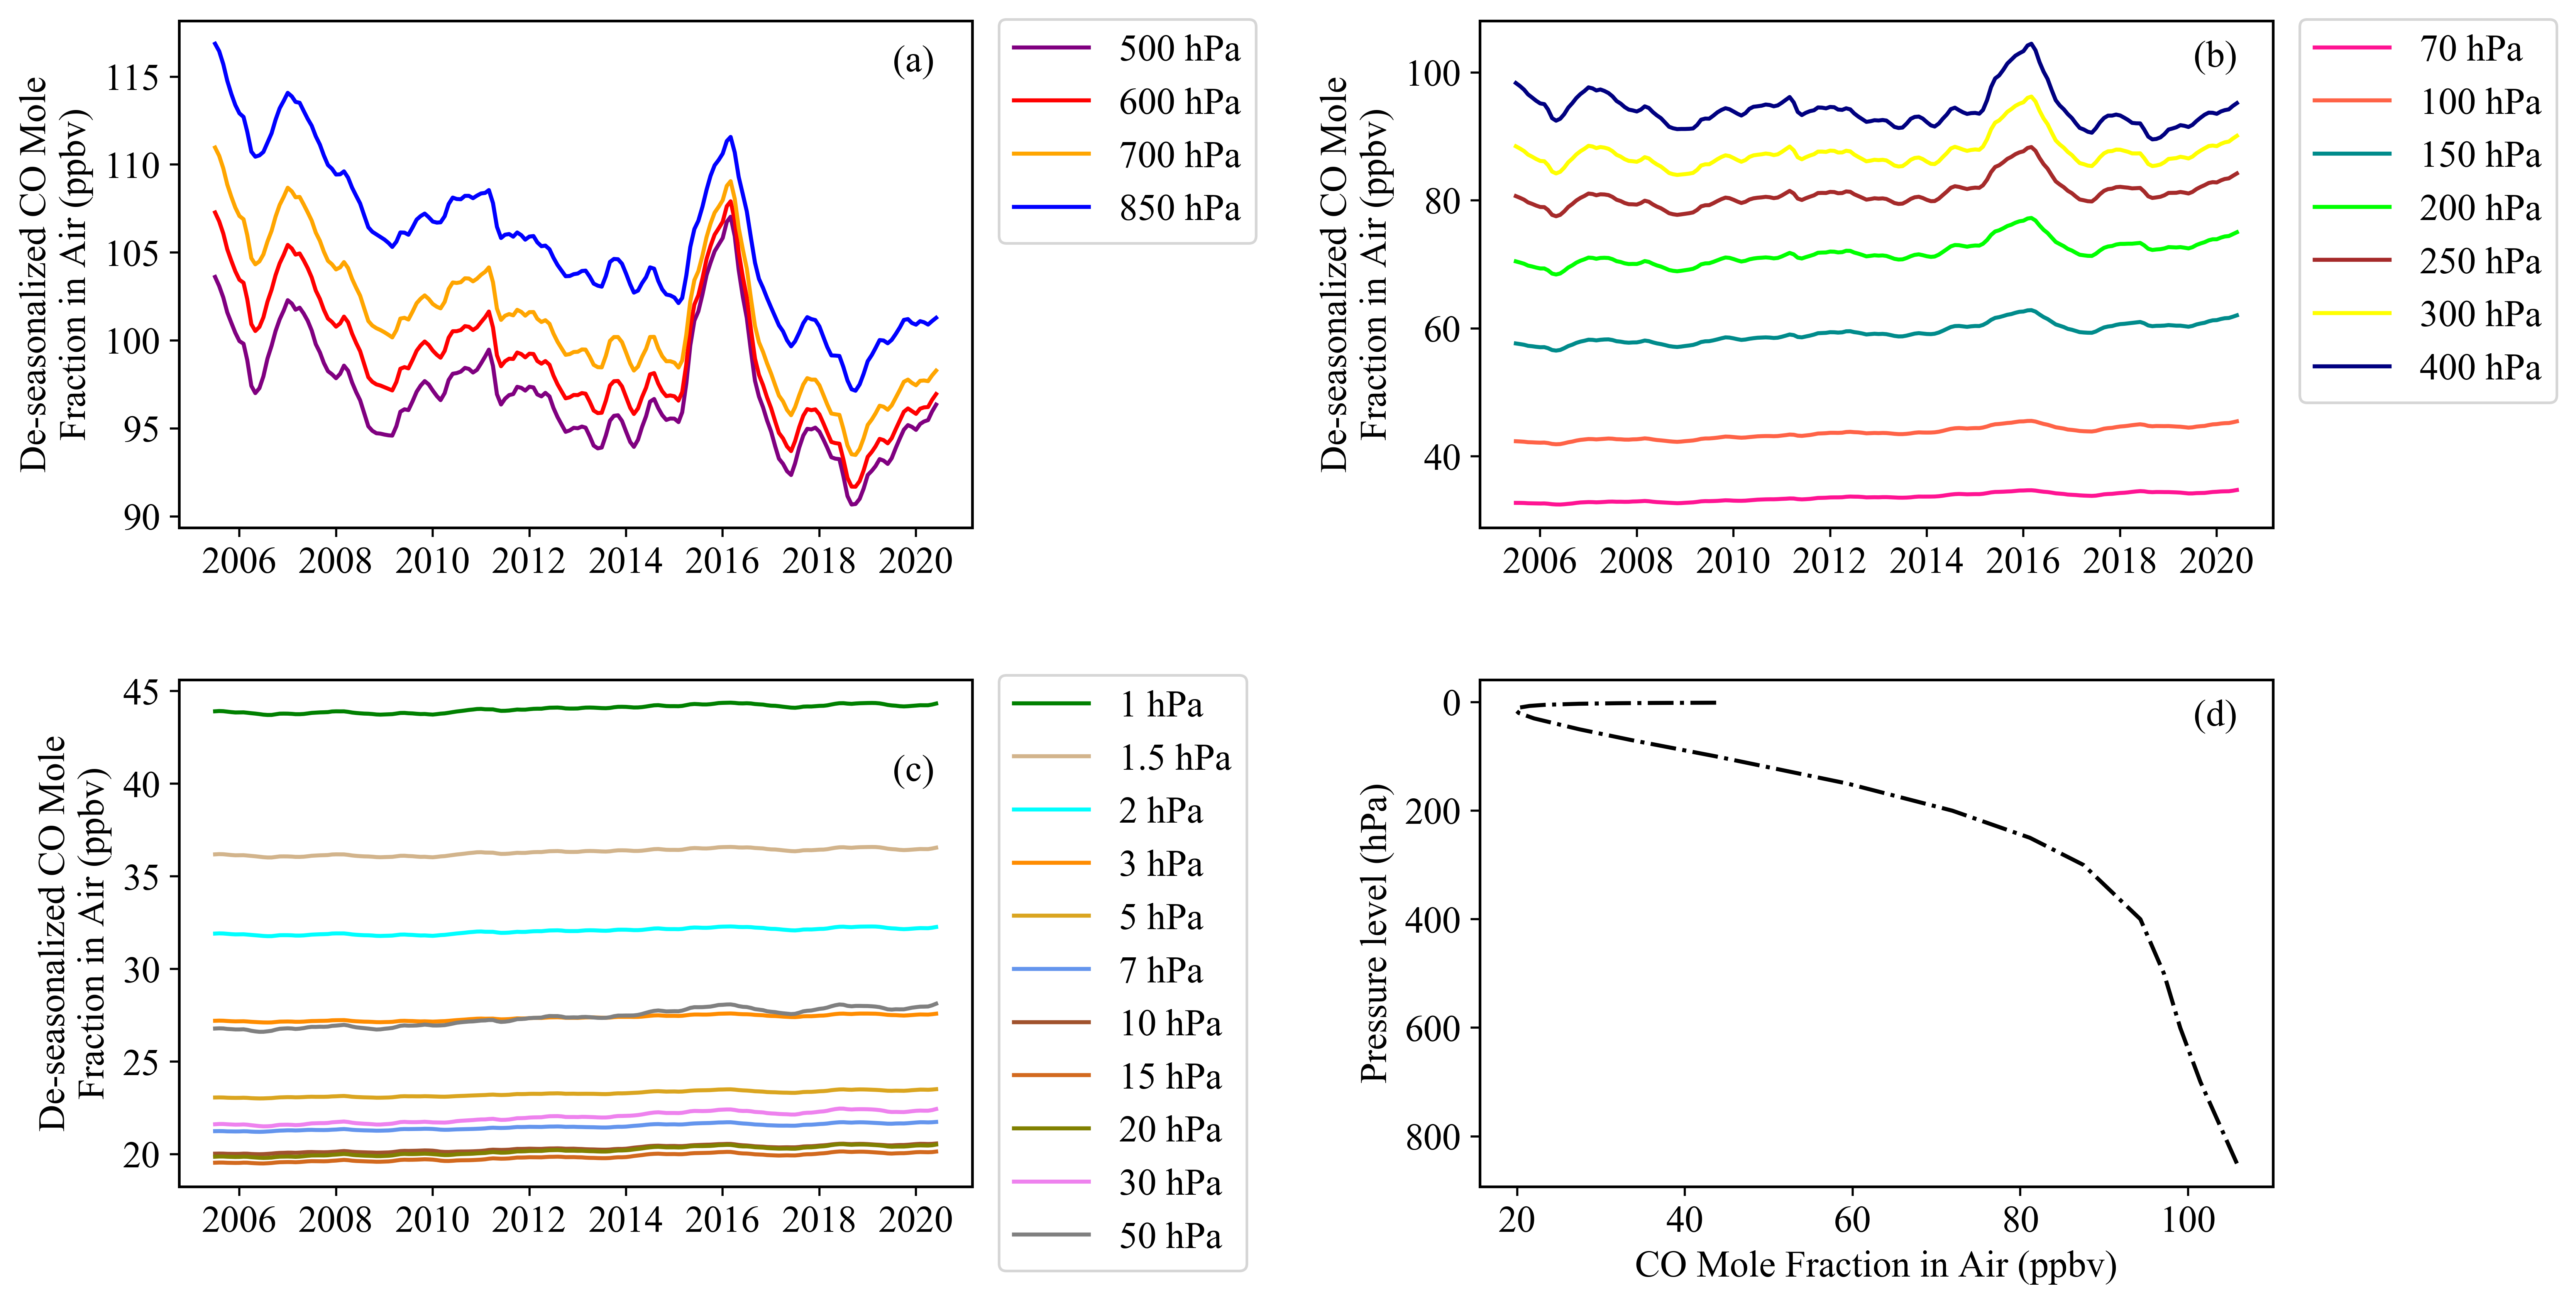 De-seasonalized CO Mole
Fraction in Air (ppbv)
115
110
105
100
95
90
2006 2008 2010 2012 2014 2016 2018 2020
(a)
500 hPa
600 hPa
700 hPa
850 hPa
De-seasonalized CO Mole
Fraction in Air (ppbv)
100
80
60
40
2006 2008 2010 2012 2014 2016 2018 2020
(b)
70 hPa
100 hPa
150 hPa
200 hPa
250 hPa
300 hPa
400 hPa
De-seasonalized CO Mole
Fraction in Air (ppbv)
45
40
35
30
25
20
2006 2008 2010 2012 2014 2016 2018 2020
(c)
1 hPa
1.5 hPa
2 hPa
3 hPa
5 hPa
7 hPa
10 hPa
15 hPa
20 hPa
30 hPa
50 hPa
Pressure level (hPa)
0
200
400
600
800
20 40 60 80 100
CO Mole Fraction in Air (ppbv)
(d)